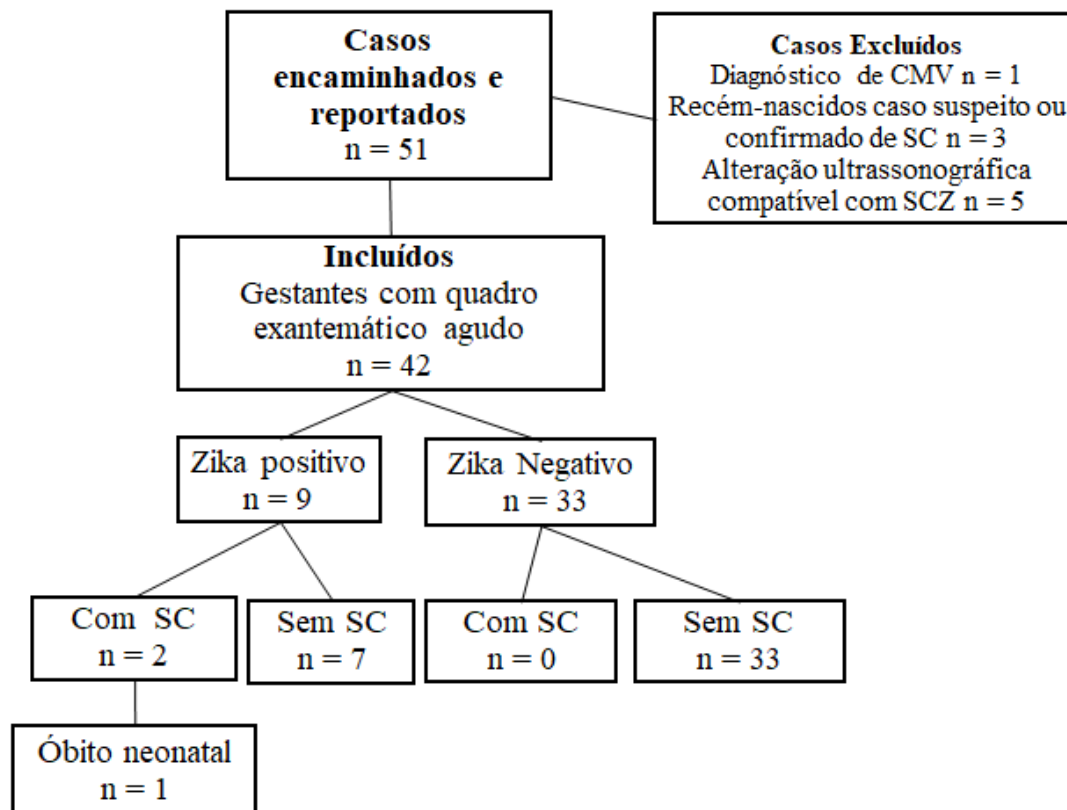 Casos
encaminhados e
reportados
n = 51
Casos Excluídos
Diagnóstico de CMV n = 1
Recém-nascidos caso suspeito ou
confirmado de SC n = 3
Alteração ultrassonográfica
compatível com SCZ n = 5
Incluídos
Gestantes com quadro
exantemático agudo
n = 42
Zika positivo
n = 9
Zika Negativo
n = 33
Com SC
n = 2
Sem SC
n = 7
Com SC
n = 0
Sem SC
n = 33
Óbito neonatal
n = 1